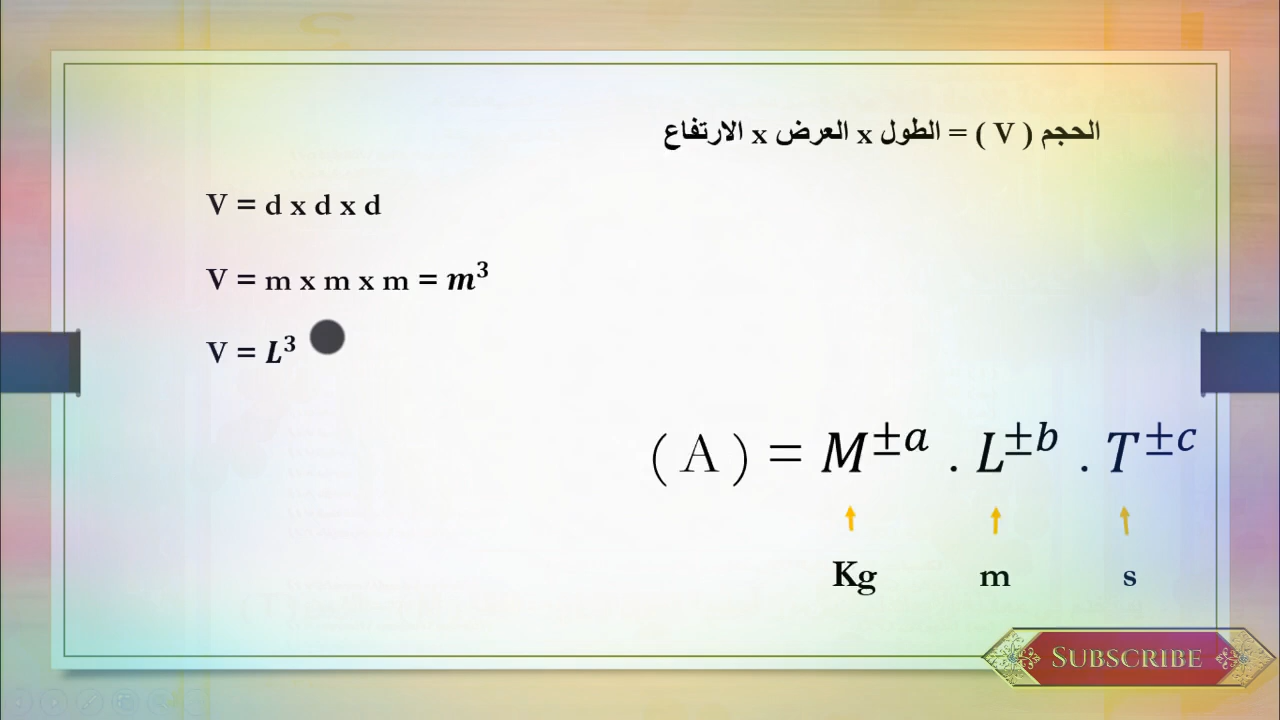 الحجم ( V ) = الطول x العرض x الارتفاع
V = d x d x d
V = m x m x m = m³
V = L³
( A ) = M^{±a} . L^{±b} . T^{±c}
Kg m s
SUBSCRIBE